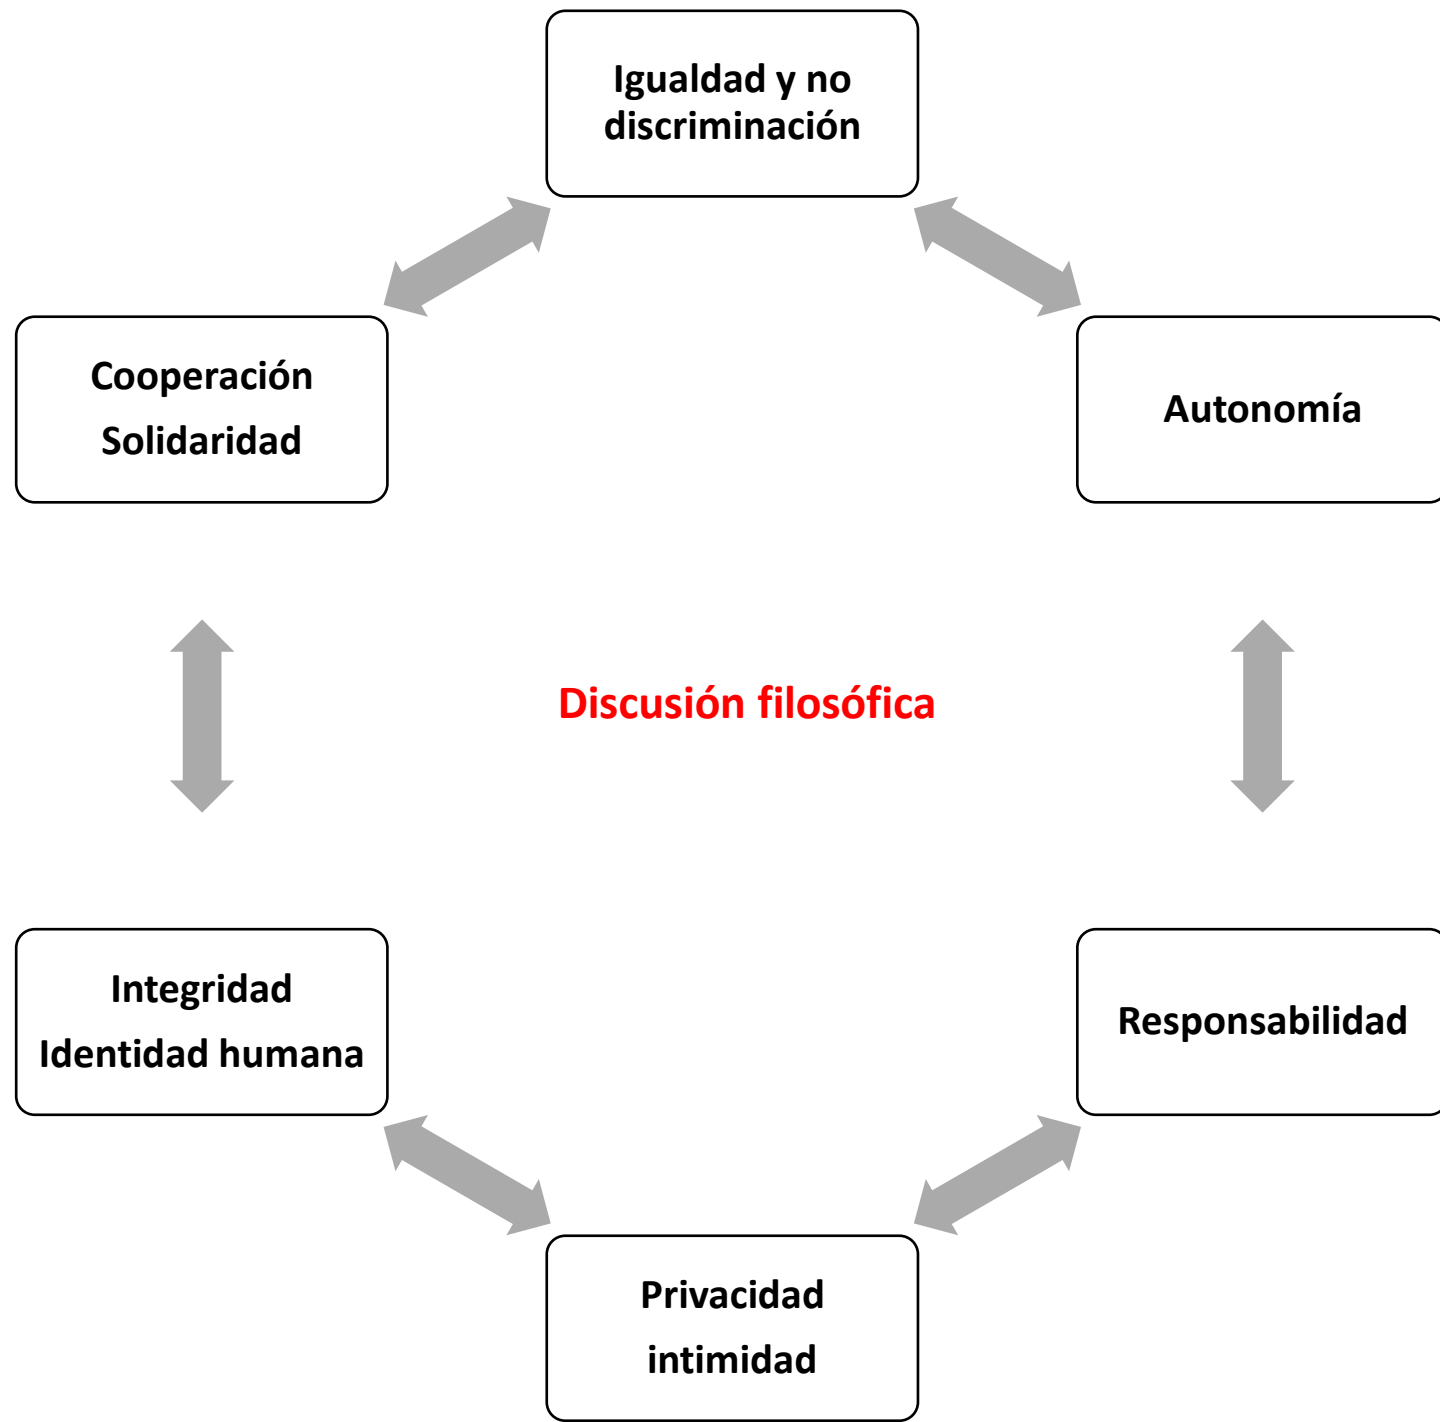 Igualdad y no
discriminación
Cooperación
Solidaridad
Autonomía
Discusión filosófica
Integridad
Identidad humana
Responsabilidad
Privacidad
intimidad